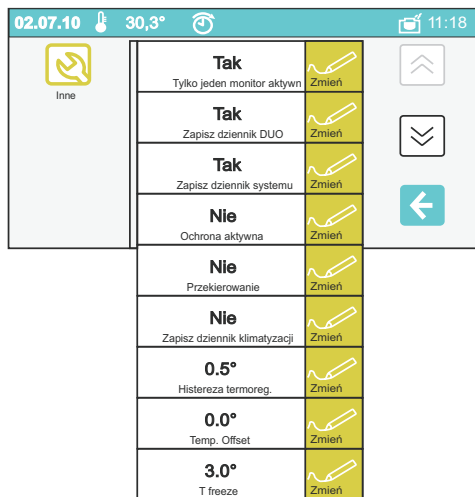 02.07.10 30,3° 11:18
Inne
Tak
Tylko jeden monitor aktywn
Zmień
Tak
Zapisz dziennik DUO
Zmień
Tak
Zapisz dziennik systemu
Zmień
Nie
Ochrona aktywna
Zmień
Nie
Przekierowanie
Zmień
Nie
Zapisz dziennik klimatyzacji
Zmień
0.5°
Histereza termoreg.
Zmień
0.0°
Temp. Offset
Zmień
3.0°
T freeze
Zmień